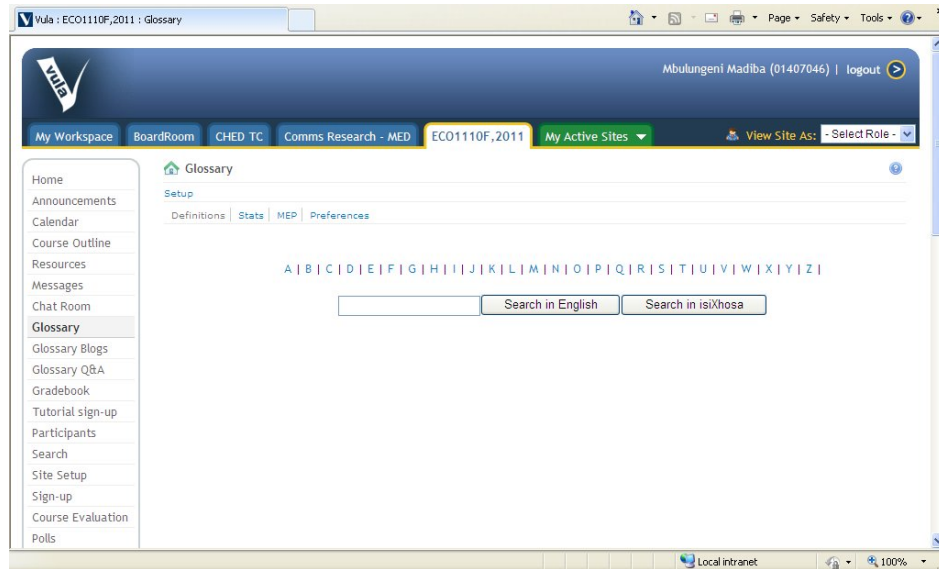 Vula : ECO1110F,2011 : Glossary
Page Safety Tools
vula
Mbulungeni Madiba (01407046) | logout
My Workspace BoardRoom CHED TC Comms Research - MED ECO1110F,2011 My Active Sites View Site As: - Select Role -
Home
Announcements
Calendar
Course Outline
Resources
Messages
Chat Room
Glossary
Glossary Blogs
Glossary Q&A
Gradebook
Tutorial sign-up
Participants
Search
Site Setup
Sign-up
Course Evaluation
Polls
Glossary
Setup
Definitions | Stats | MEP | Preferences
A | B | C | D | E | F | G | H | I | J | K | L | M | N | O | P | Q | R | S | T | U | V | W | X | Y | Z |
Search in English Search in isiXhosa
Local intranet 100%